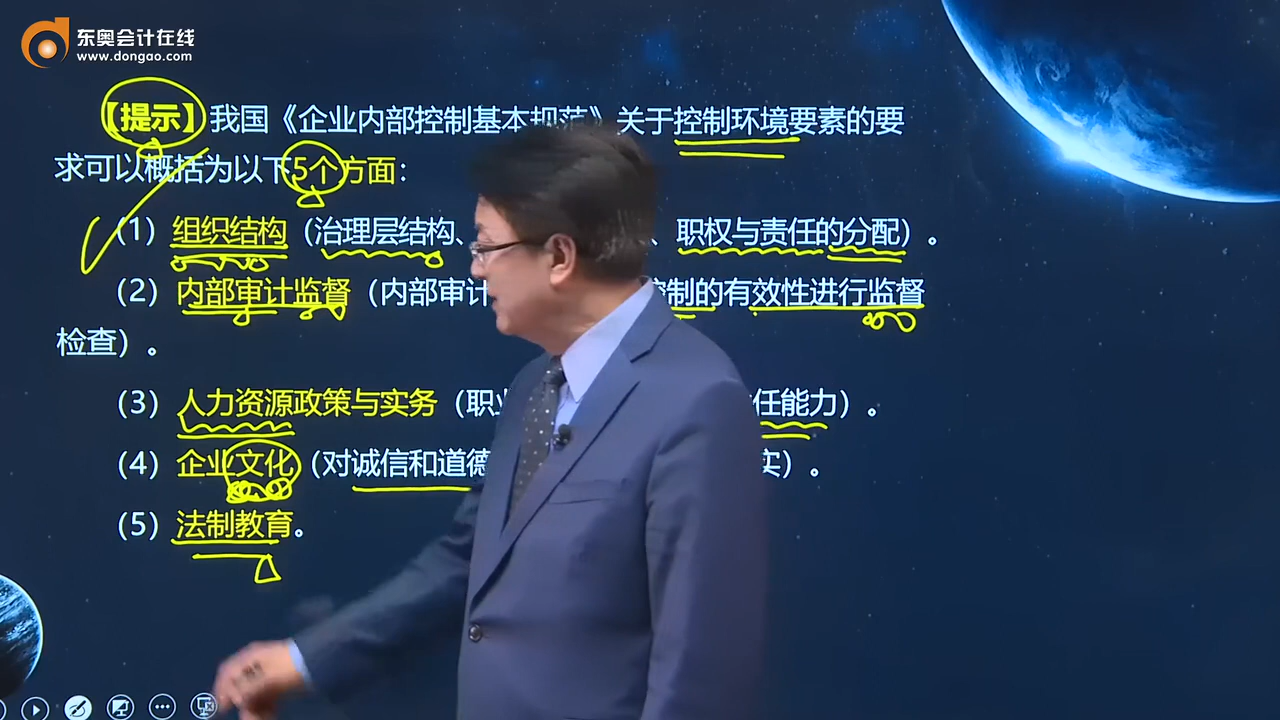 东奥会计在线
www.dongao.com
【提示】我国《企业内部控制基本规范》关于控制环境要素的要
求可以概括为以下5个方面：
（1）组织结构（治理层结构、、职权与责任的分配）。
（2）内部审计监督（内部审计控制的有效性进行监督
检查）。
（3）人力资源政策与实务（职业任能力）。
（4）企业文化（对诚信和道德实）。
（5）法制教育。